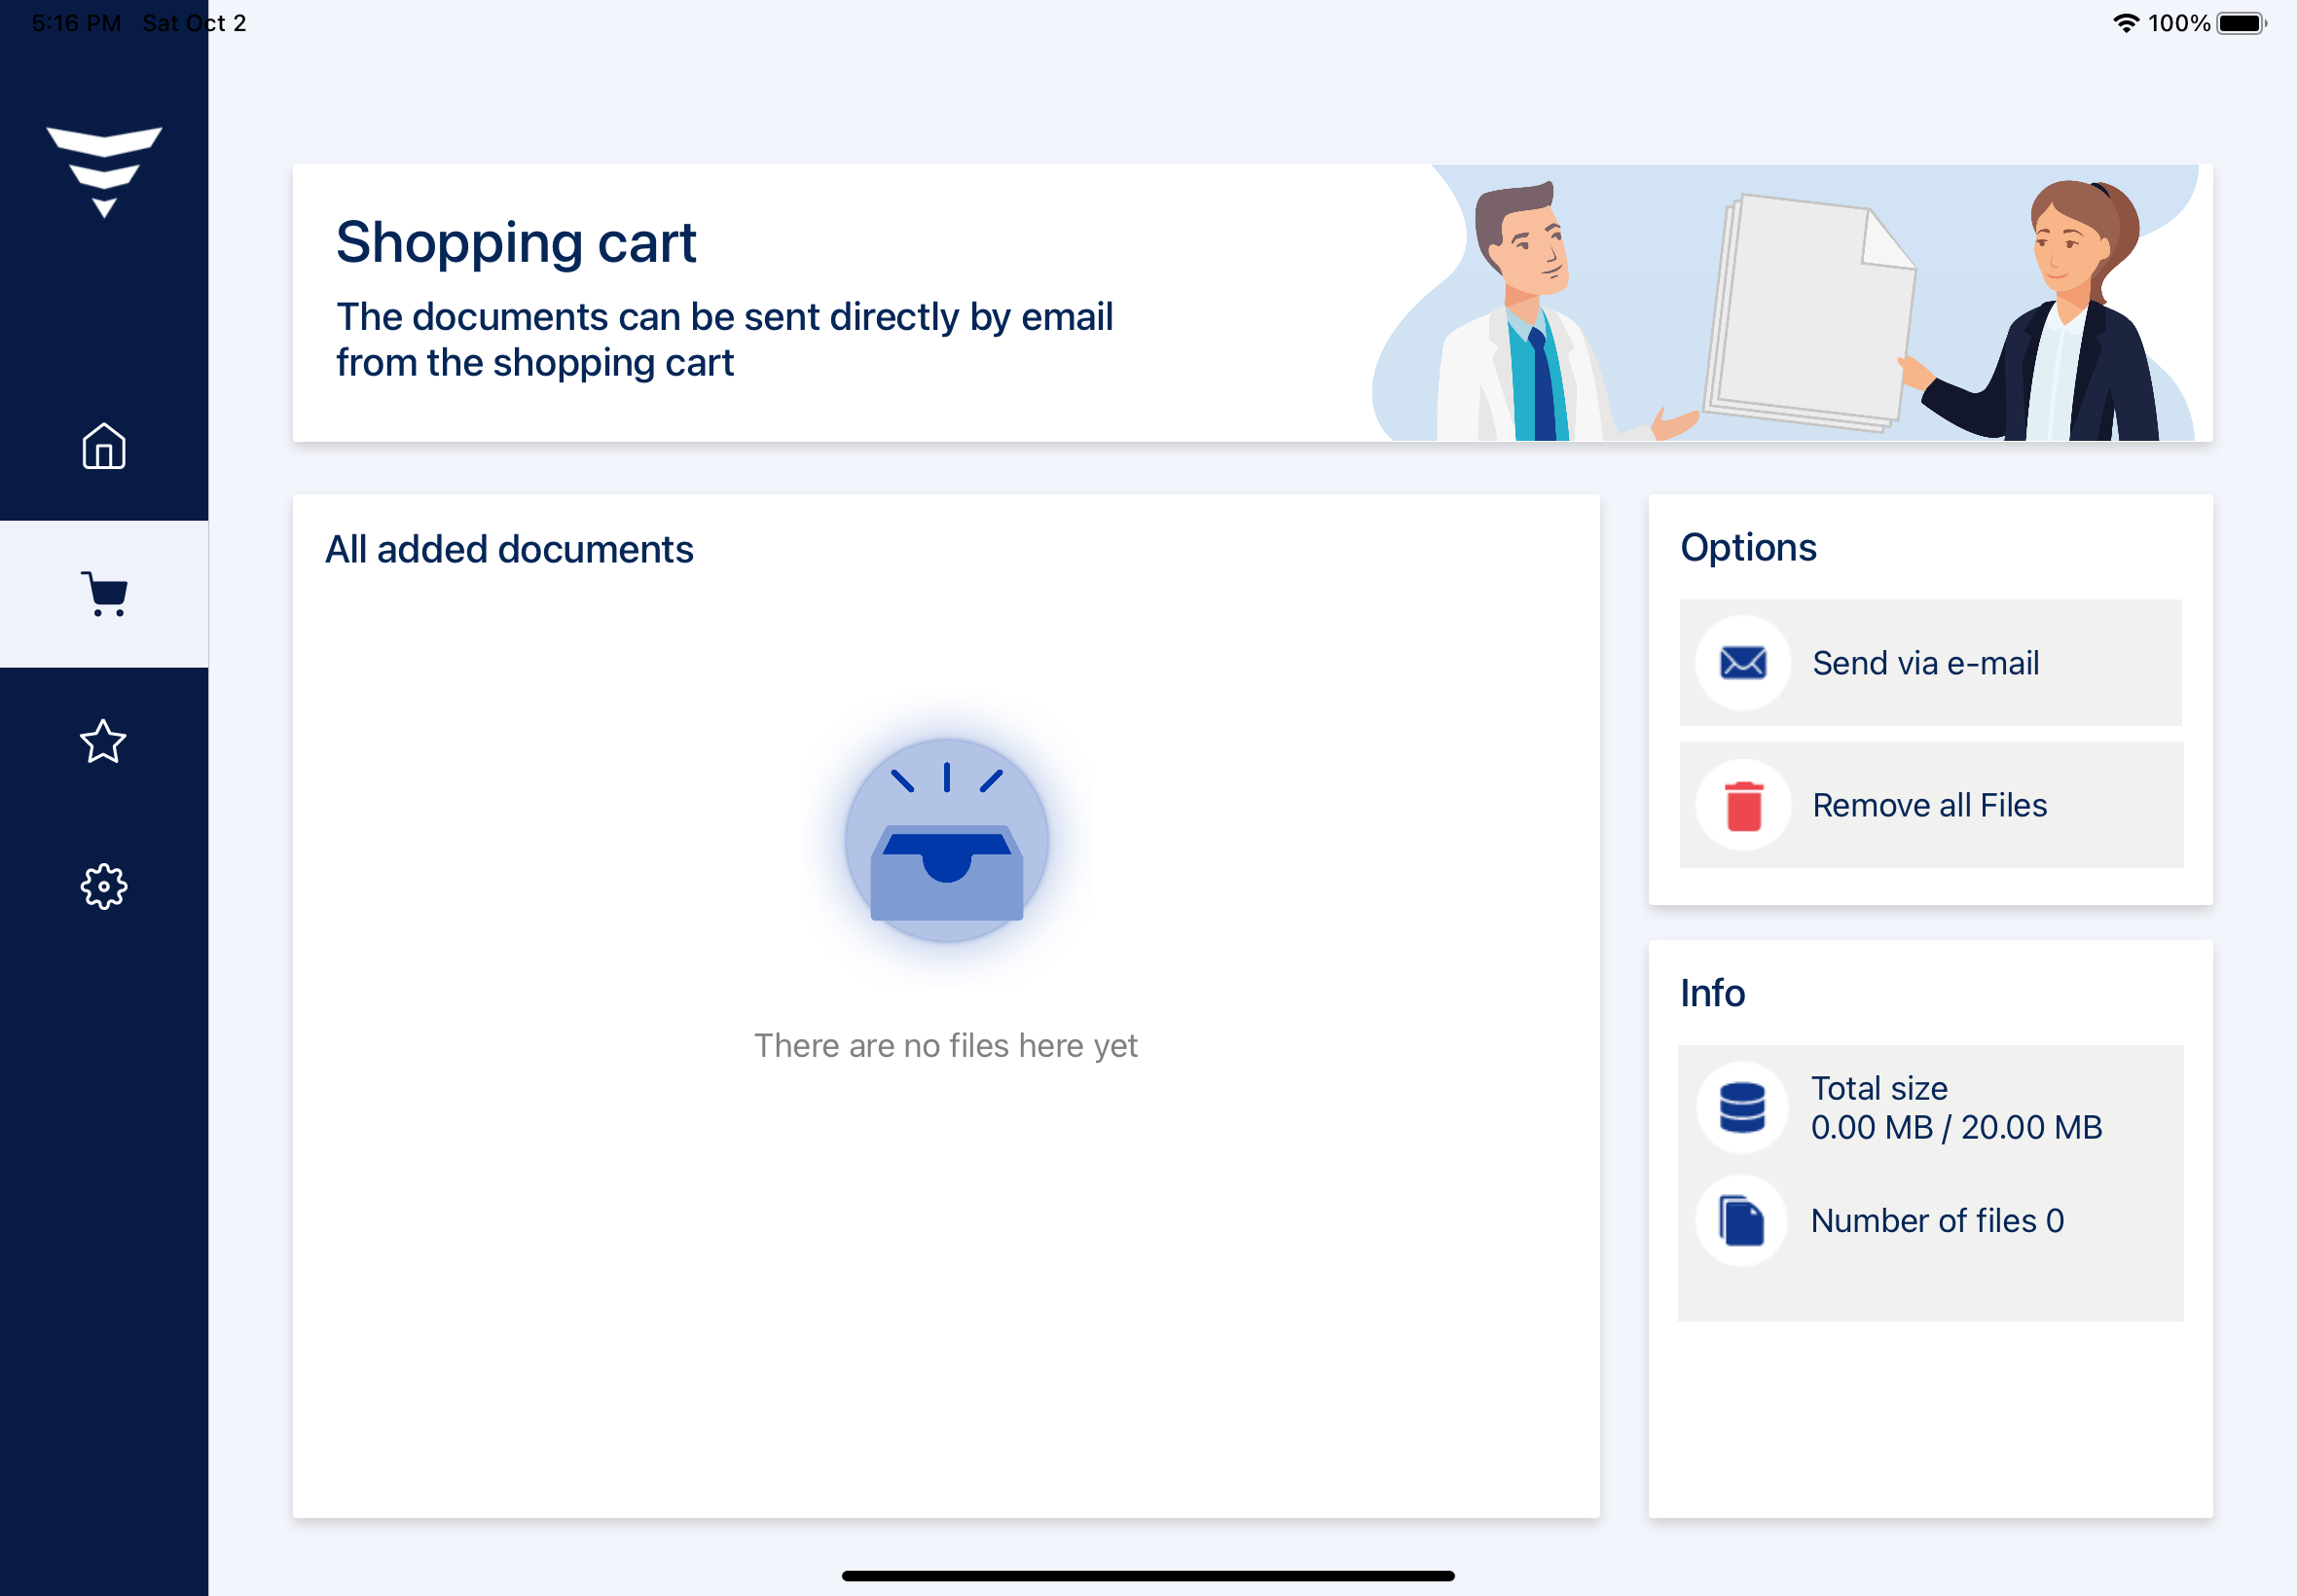 5:16 PM Sat Oct 2
100%
Shopping cart
The documents can be sent directly by email
from the shopping cart
All added documents
There are no files here yet
Options
Send via e-mail
Remove all Files
Info
Total size
0.00 MB / 20.00 MB
Number of files 0